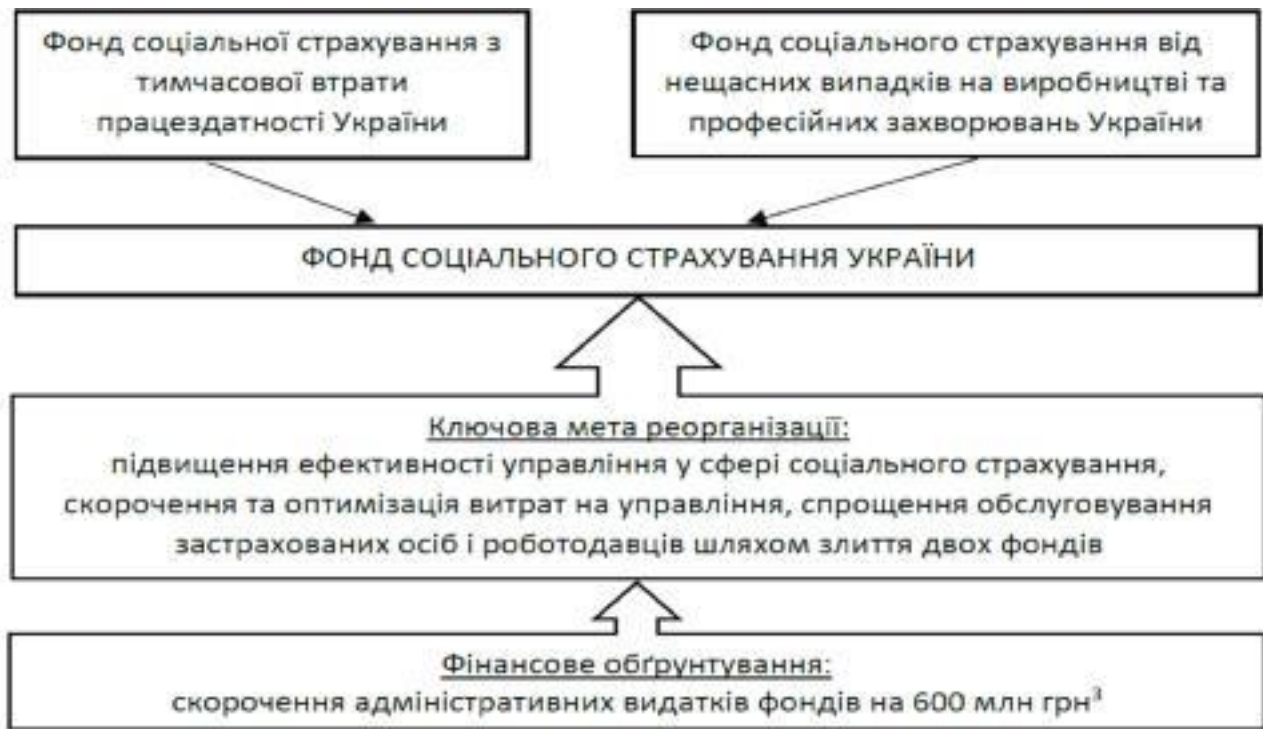 Фонд соціальної страхування з
тимчасової втрати
працездатності України
Фонд соціального страхування від
нещасних випадків на виробництві та
професійних захворювань України
ФОНД СОЦІАЛЬНОГО СТРАХУВАННЯ УКРАЇНИ
Ключова мета реорганізації:
підвищення ефективності управління у сфері соціального страхування,
скорочення та оптимізація витрат на управління, спрощення обслуговування
застрахованих осіб і роботодавців шляхом злиття двох фондів
Фінансове обґрунтування:
скорочення адміністративних видатків фондів на 600 млн грн³